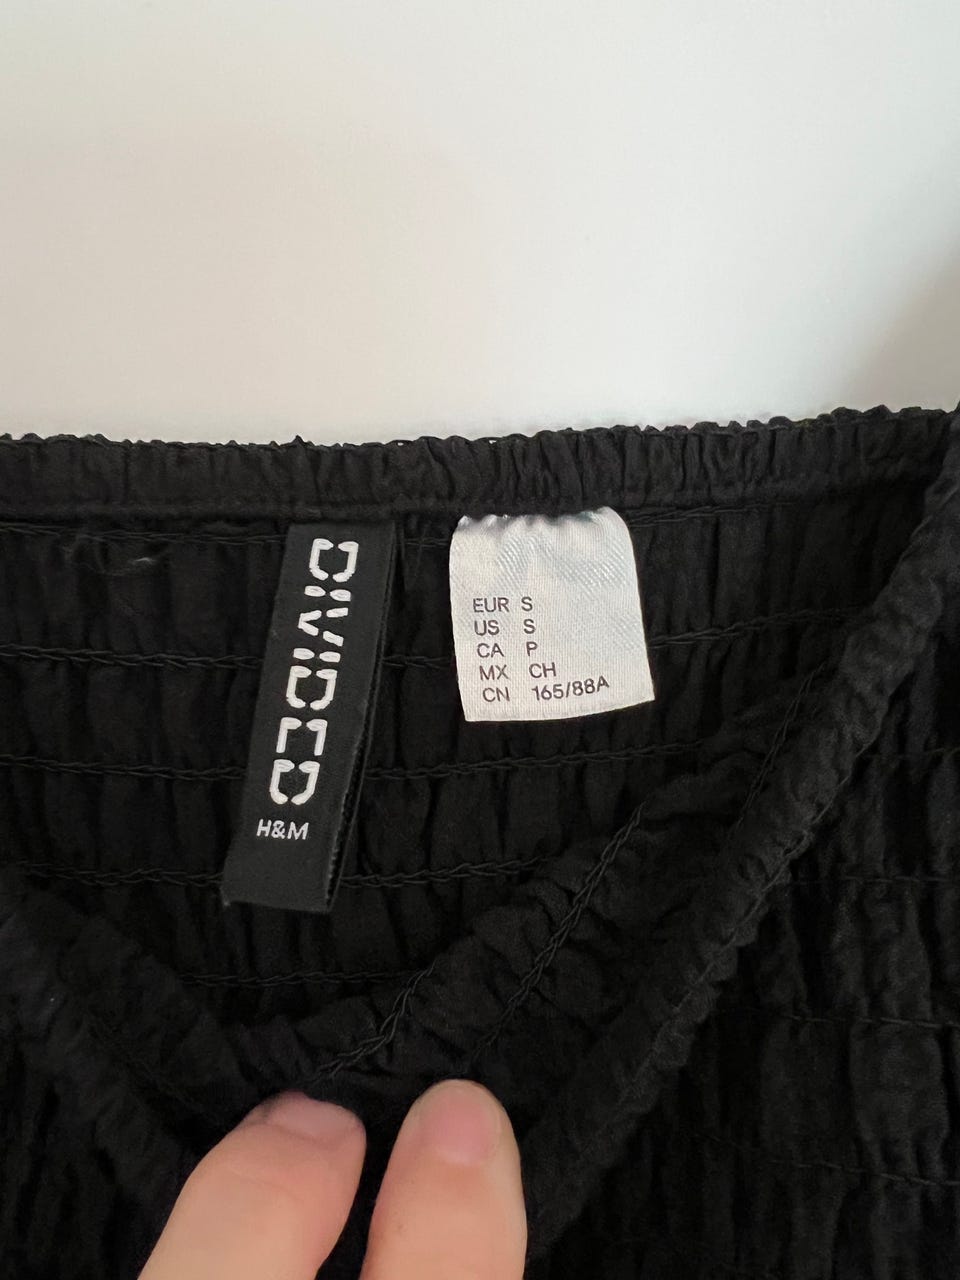 DIVIDED
H&M
EUR S
US S
CA P
MX CH
CN 165/88A